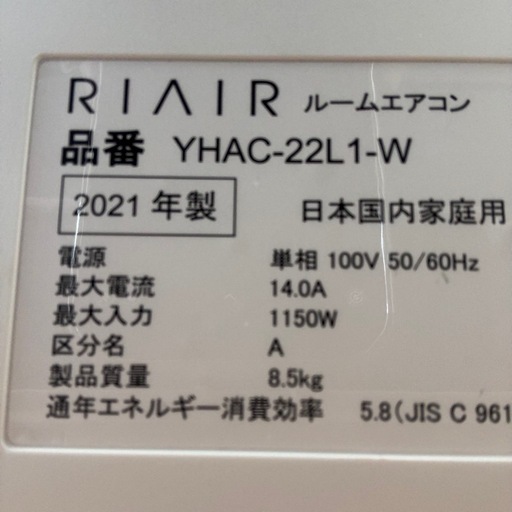 RIAIR ルームエアコン
品番 YHAC-22L1-W
2021 年製 日本国内家庭用
電源 単相 100V 50/60Hz
最大電流 14.0A
最大入力 1150W
区分名 A
製品質量 8.5kg
通年エネルギー消費効率 5.8(JIS C 961